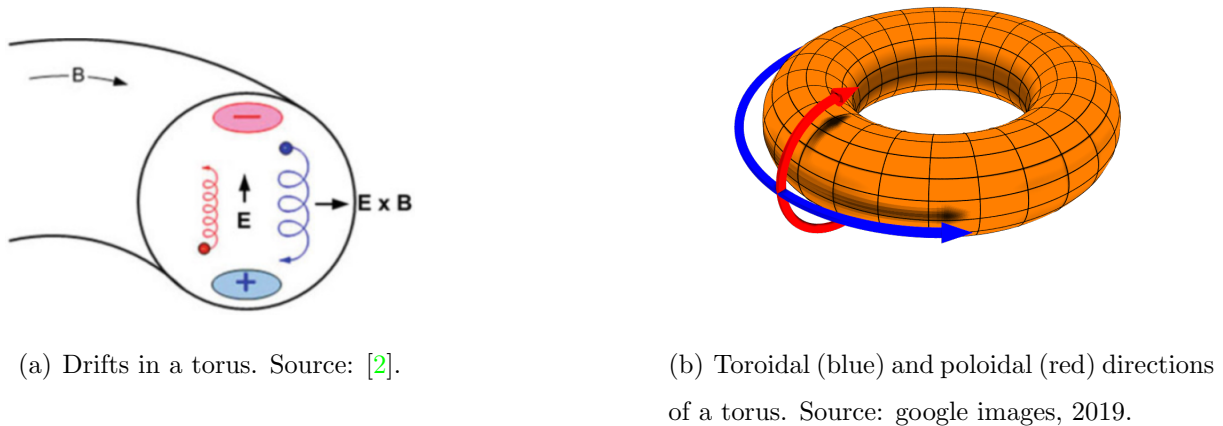 B
−
E
E x B
+
(a) Drifts in a torus. Source: [2].
(b) Toroidal (blue) and poloidal (red) directions
of a torus. Source: google images, 2019.